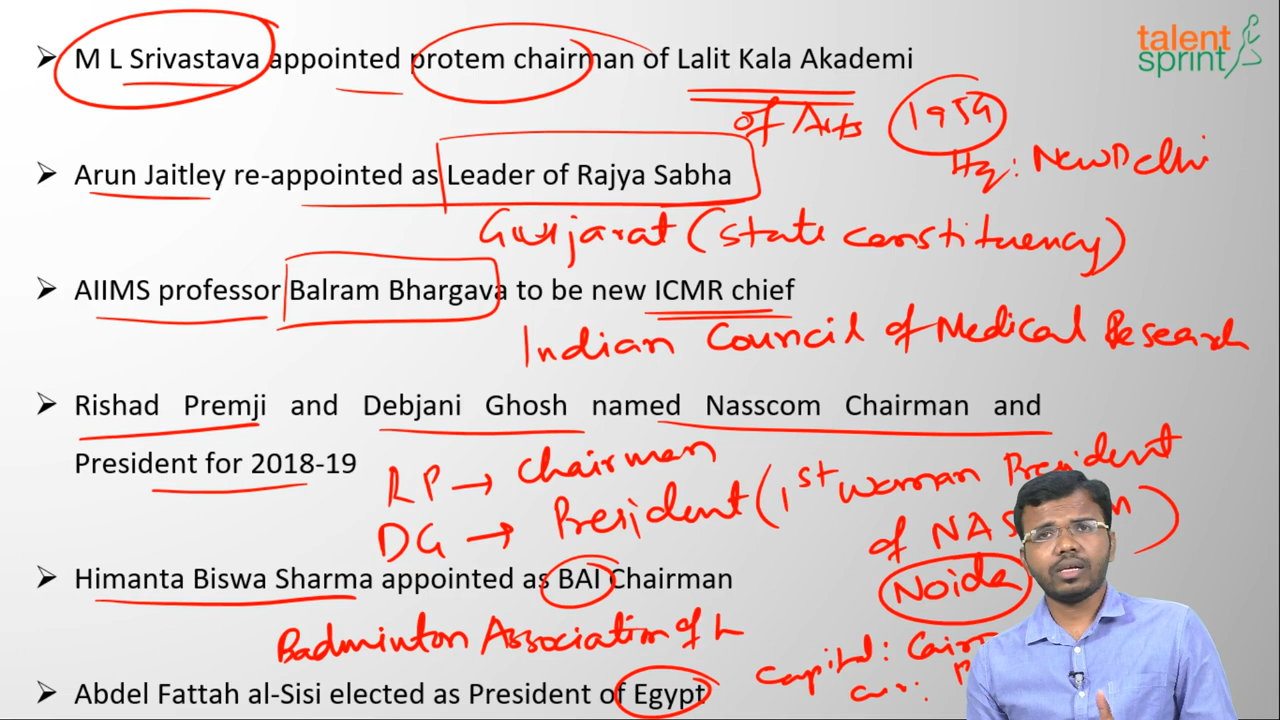 talent
sprint
➢ M L Srivastava appointed protem chairman of Lalit Kala Akademi
of Arts 1954
Hq: New Delhi
➢ Arun Jaitley re-appointed as Leader of Rajya Sabha
Gujarat (State constituency)
➢ AIIMS professor Balram Bhargava to be new ICMR chief
Indian Council of Medical Research
➢ Rishad Premji and Debjani Ghosh named Nasscom Chairman and
President for 2018-19
RP → Chairman
DG → President (1st woman President
of NAS m)
Noida
➢ Himanta Biswa Sharma appointed as BAI Chairman
Badminton Association of I
Capital: Cair
➢ Abdel Fattah al-Sisi elected as President of Egypt